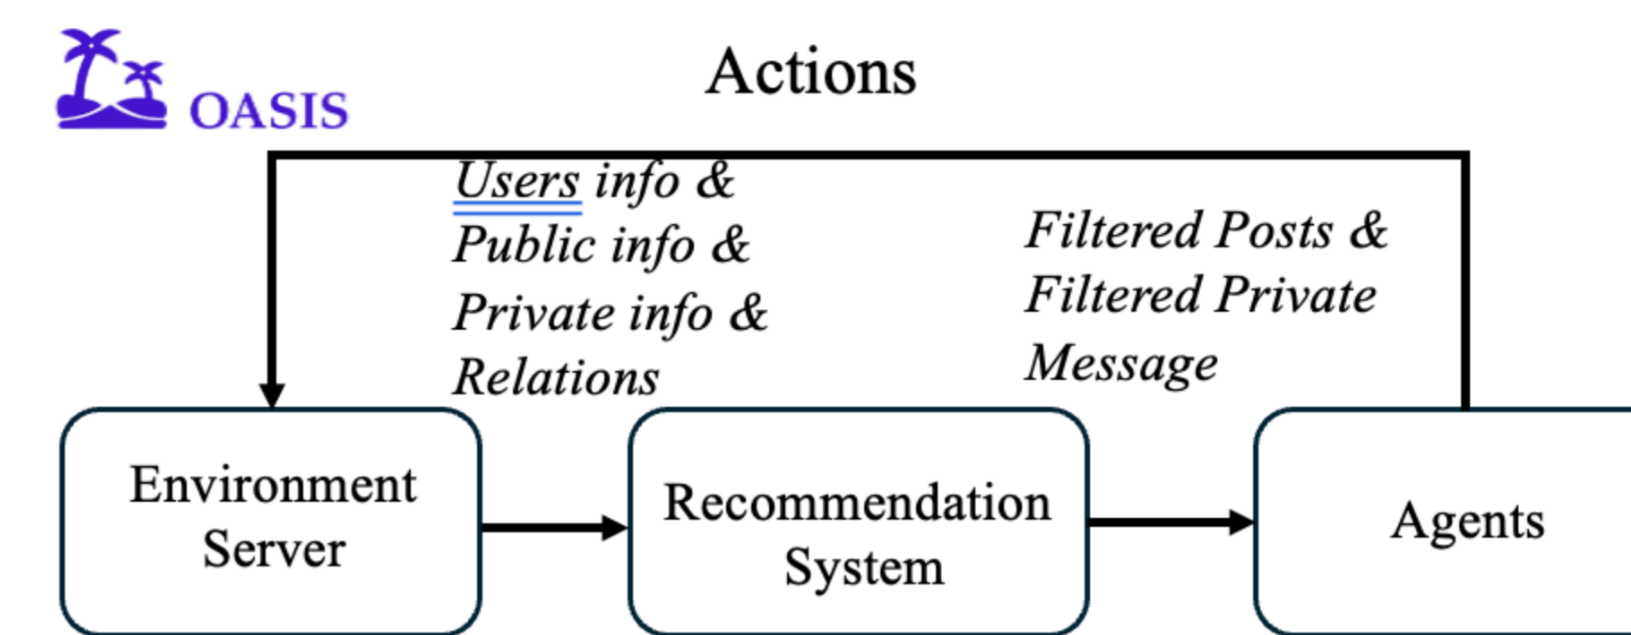 OASIS
Actions
Users info &
Public info &
Private info &
Relations
Filtered Posts &
Filtered Private
Message
Environment
Server
Recommendation
System
Agents